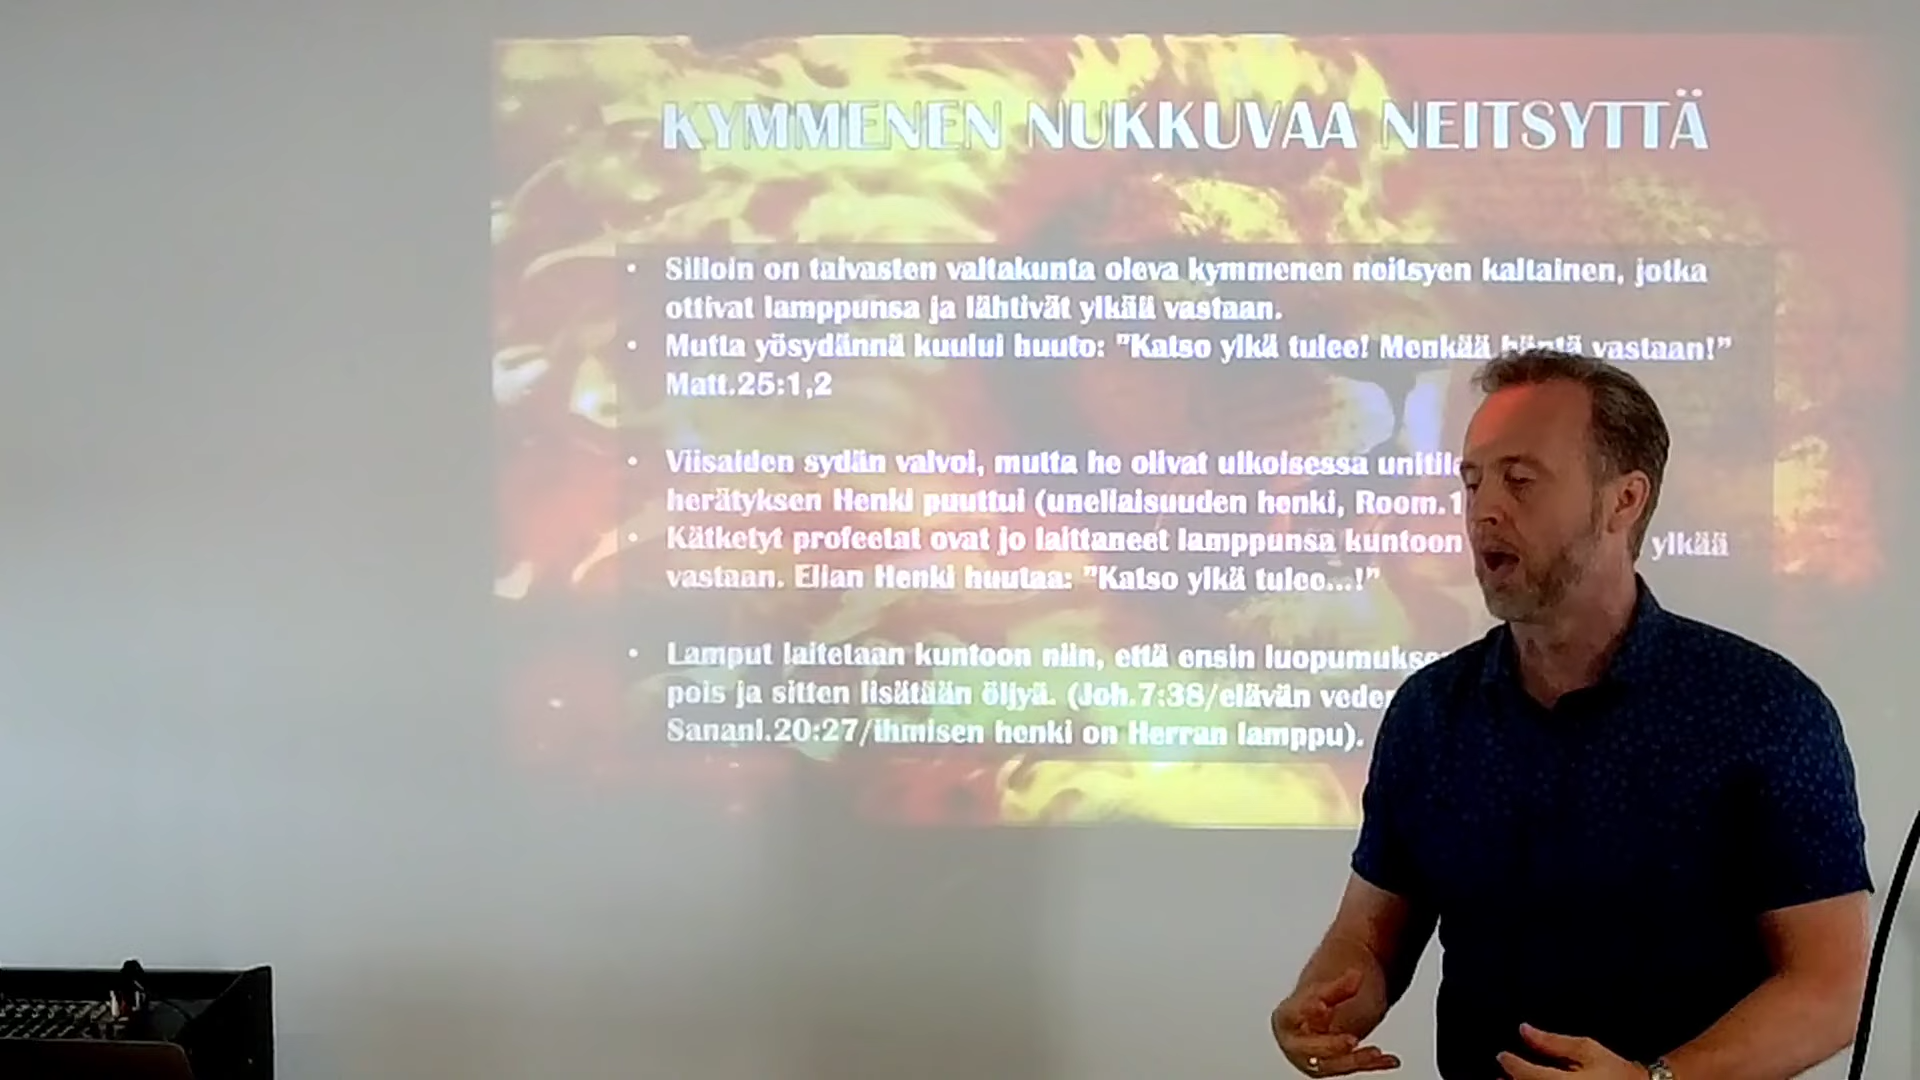 KYMMENEN NUKKUVAA NEITSYTTÄ
• Silloin on taivasten valtakunta oleva kymmenen neitsyen kaltainen, jotka
ottivat lamppunsa ja lähtivät ylkää vastaan.
• Mutta yösydännä kuului huuto: ”Katso ylkä tulee! Menkää häntä vastaan!”
Matt.25:1,2
• Viisaiden sydän valvoi, mutta he olivat ulkoisessa
herätyksen Henki puuttui (uneliaisuuden henki, Room.1
• Kätketyt profeetat ovat jo laittaneet lamppunsa kuntoon ylkää
vastaan. Elian Henki huutaa: ”Katso ylkä tulee...!”
• Lamput laitetaan kuntoon niin, että ensin
pois ja sitten lisätään öljyä. (Joh.7:38/elävän
Sananl.20:27/ihmisen henki on Herran lamppu).